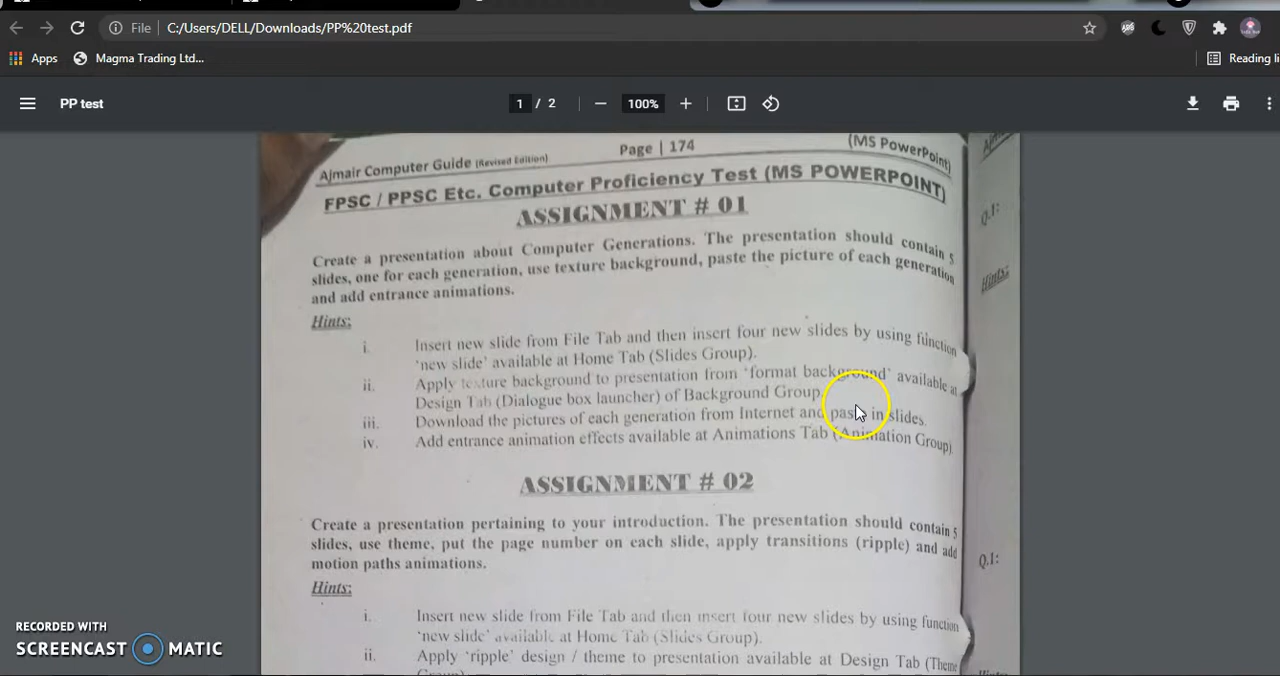 File C:/Users/DELL/Downloads/PP%20test.pdf
Apps Magma Trading Ltd... Reading li
PP test 1 / 2 100%
Ajmair Computer Guide (Revised Edition) Page | 174 (MS PowerPoint)
FPSC / PPSC Etc. Computer Proficiency Test (MS POWERPOINT)
ASSIGNMENT # 01
Q.1:
Create a presentation about Computer Generations. The presentation should contain 5
slides, one for each generation, use texture background, paste the picture of each generation
and add entrance animations.
Hints:
Hints:
i. Insert new slide from File Tab and then insert four new slides by using function
'new slide' available at Home Tab (Slides Group).
ii. Apply texture background to presentation from 'format background' available at
Design Tab (Dialogue box launcher) of Background Group.
iii. Download the pictures of each generation from Internet and paste in slides.
iv. Add entrance animation effects available at Animations Tab (Animation Group)
ASSIGNMENT # 02
Create a presentation pertaining to your introduction. The presentation should contain 5
slides, use theme, put the page number on each slide, apply transitions (ripple) and add
motion paths animations.
Q.1:
Hints:
i. Insert new slide from File Tab and then insert four new slides by using function
'new slide' available at Home Tab (Slides Group).
ii. Apply 'ripple' design / theme to presentation available at Design Tab (Theme
RECORDED WITH
SCREENCAST MATIC